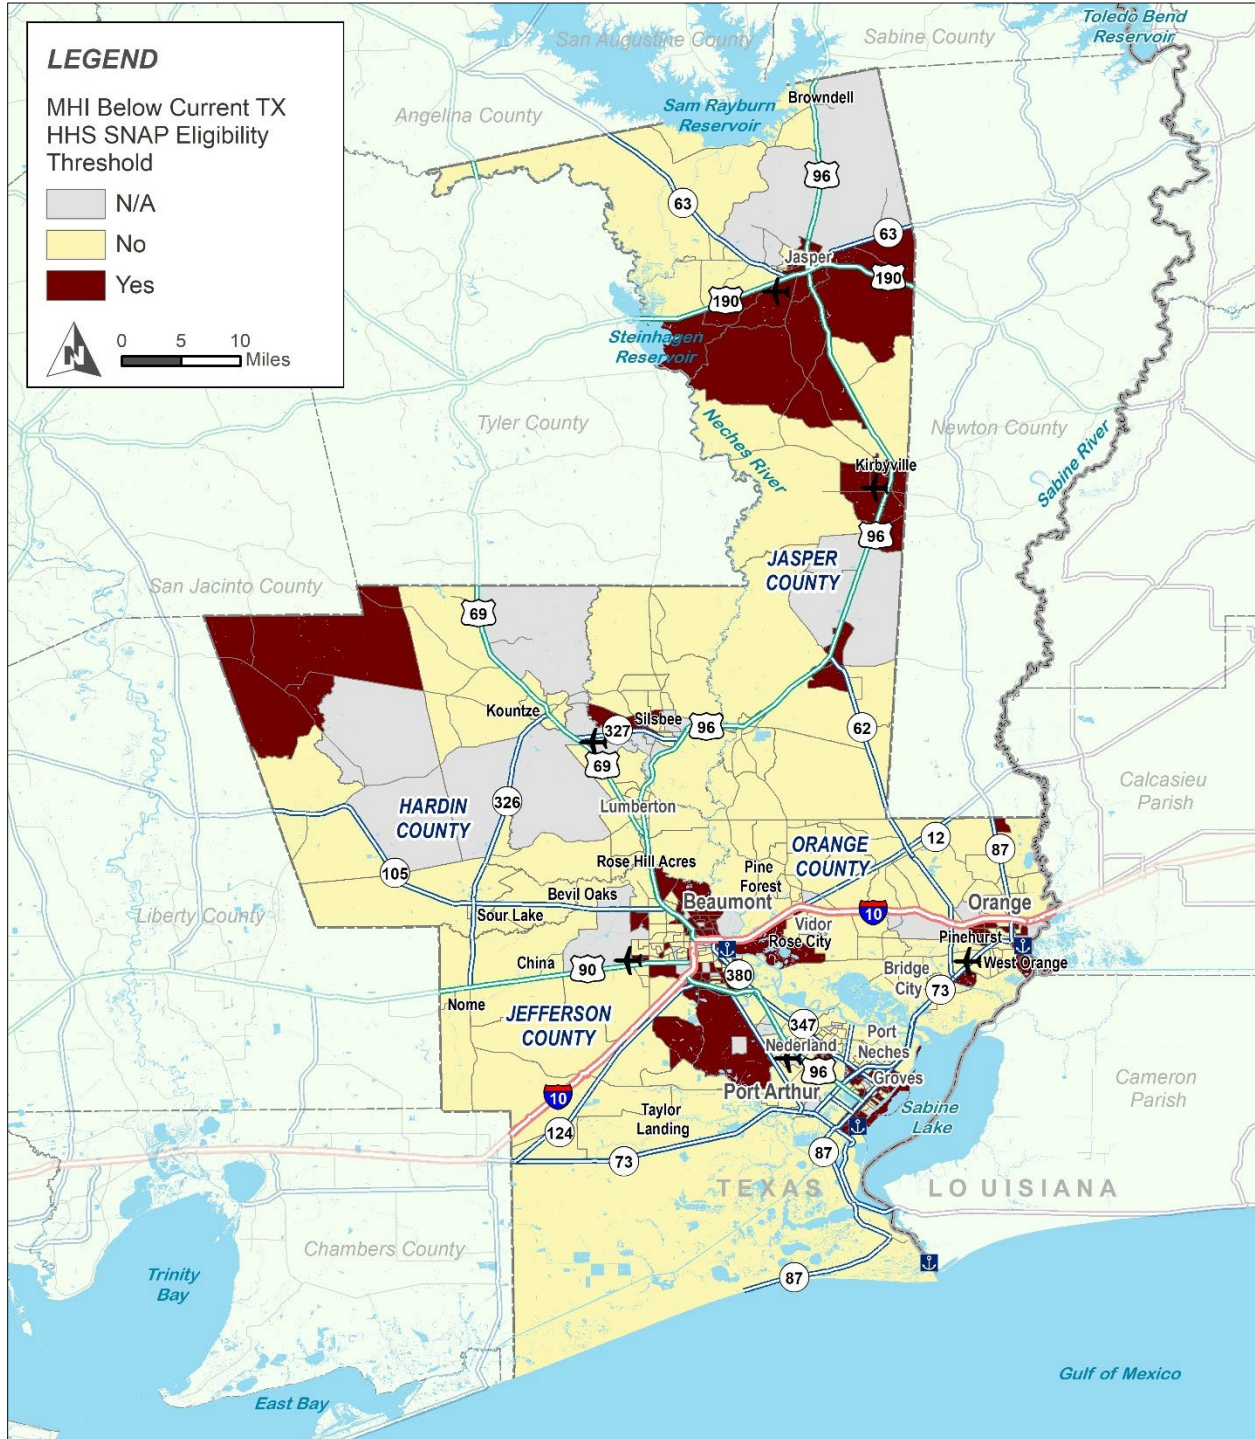 LEGEND
MHI Below Current TX
HHS SNAP Eligibility
Threshold
N/A
No
Yes
N
0 5 10
Miles
San Augustine County
Sabine County
Toledo Bend
Reservoir
Angelina County
Sam Rayburn
Reservoir
Browndell
96
63
63
Jasper
190
190
Steinhagen
Reservoir
Tyler County
Neches River
Newton County
Sabine River
Kirbyville
96
JASPER
COUNTY
San Jacinto County
69
Kountze
Silsbee
327
96
62
69
HARDIN
COUNTY
326
Lumberton
Calcasieu
Parish
ORANGE
COUNTY
12
87
105
Rose Hill Acres
Pine
Forest
Bevil Oaks
Beaumont
Orange
Liberty County
Sour Lake
10
Vidor
Rose City
Pinehurst
West Orange
China
90
380
Bridge
City
73
Nome
JEFFERSON
COUNTY
347
Nederland
Port
Neches
96
Groves
Port Arthur
10
Taylor
Landing
Sabine
Lake
Cameron
Parish
124
73
87
TEXAS
LOUISIANA
Chambers County
Trinity
Bay
87
East Bay
Gulf of Mexico